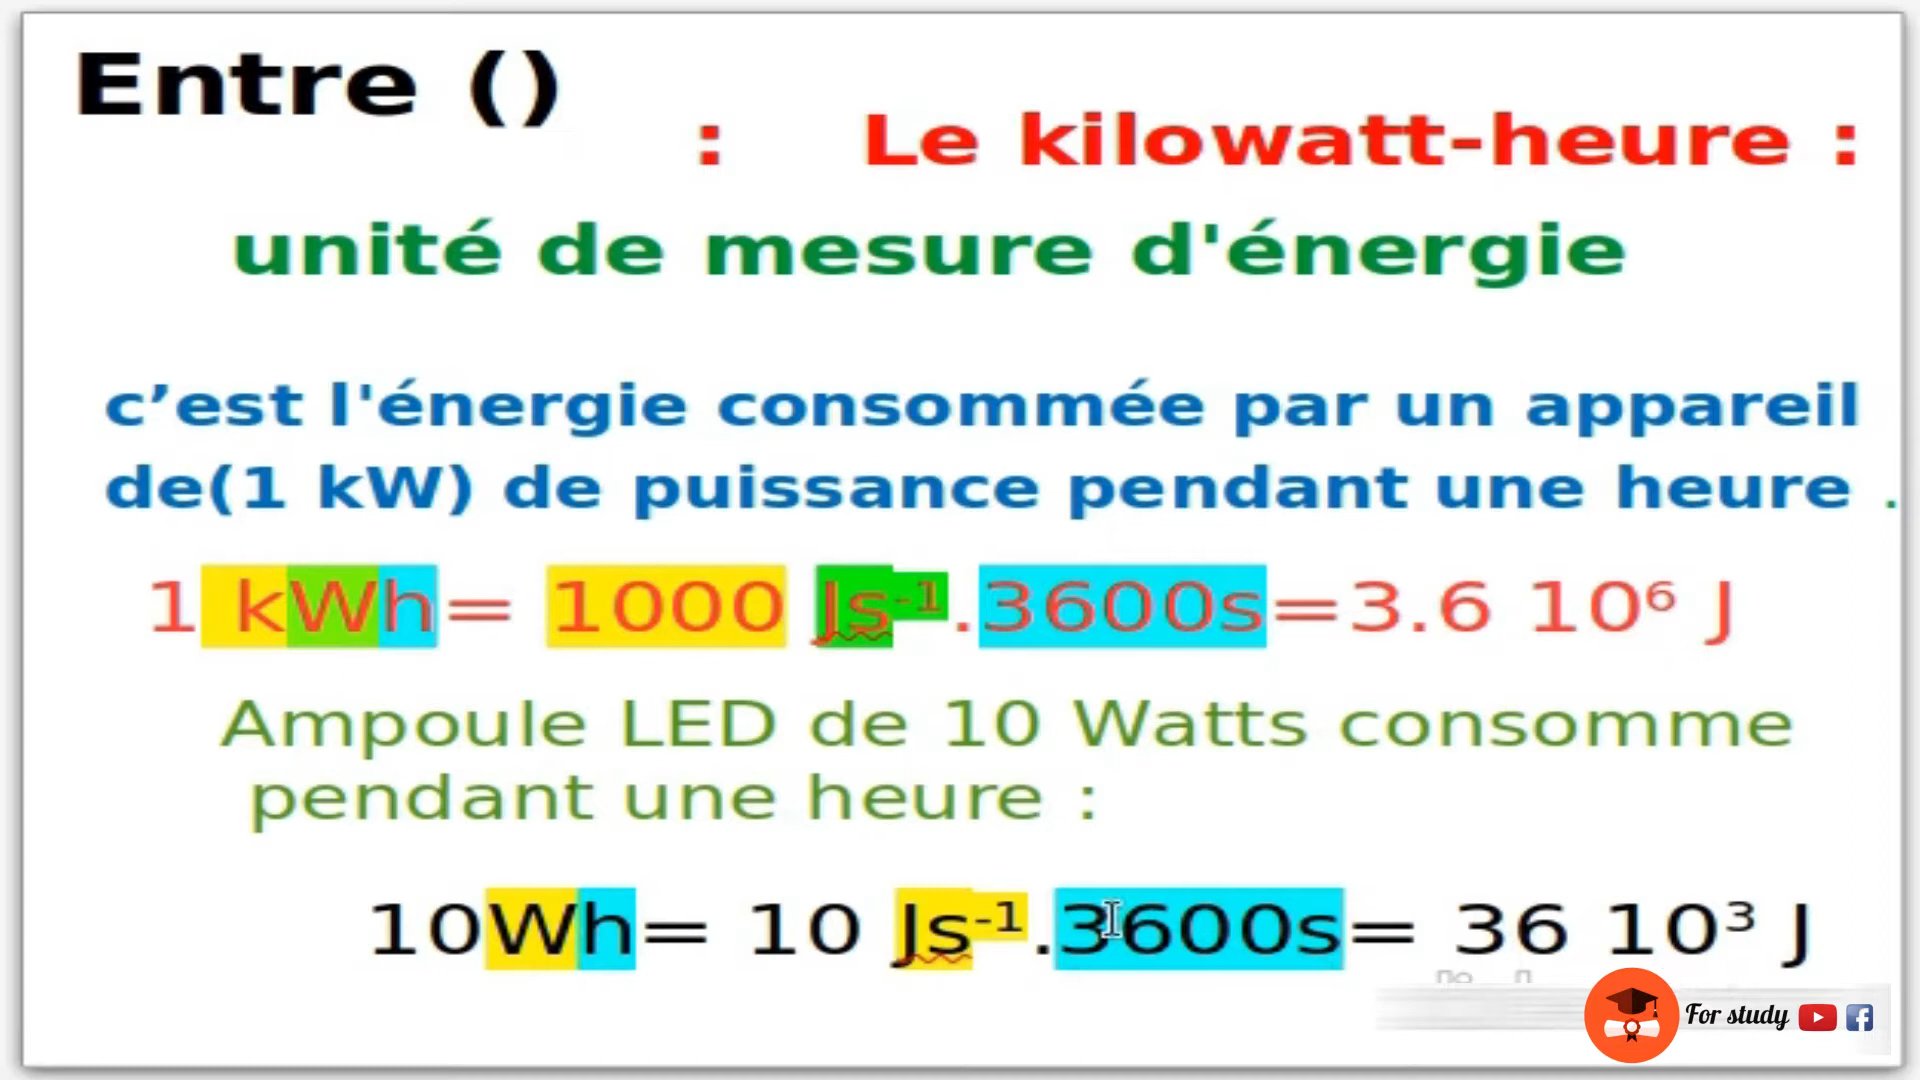 Entre ()
: Le kilowatt-heure :
unité de mesure d'énergie
c’est l'énergie consommée par un appareil
de(1 kW) de puissance pendant une heure .
1 kWh= 1000 Js⁻¹.3600s=3.6 10⁶ J
Ampoule LED de 10 Watts consomme
pendant une heure :
10Wh= 10 Js⁻¹.3600s= 36 10³ J
For study